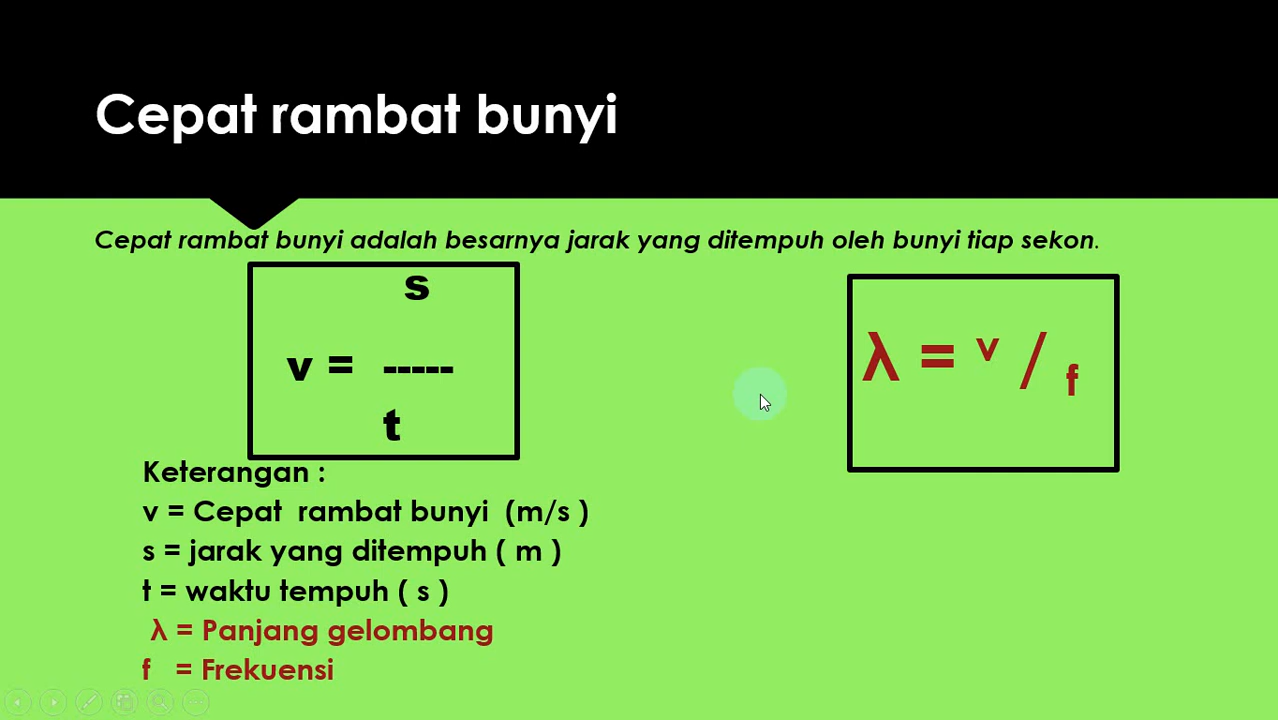 Cepat rambat bunyi
Cepat rambat bunyi adalah besarnya jarak yang ditempuh oleh bunyi tiap sekon.
s
v = -----
t
λ = v / f
Keterangan :
v = Cepat rambat bunyi (m/s )
s = jarak yang ditempuh ( m )
t = waktu tempuh ( s )
λ = Panjang gelombang
f = Frekuensi